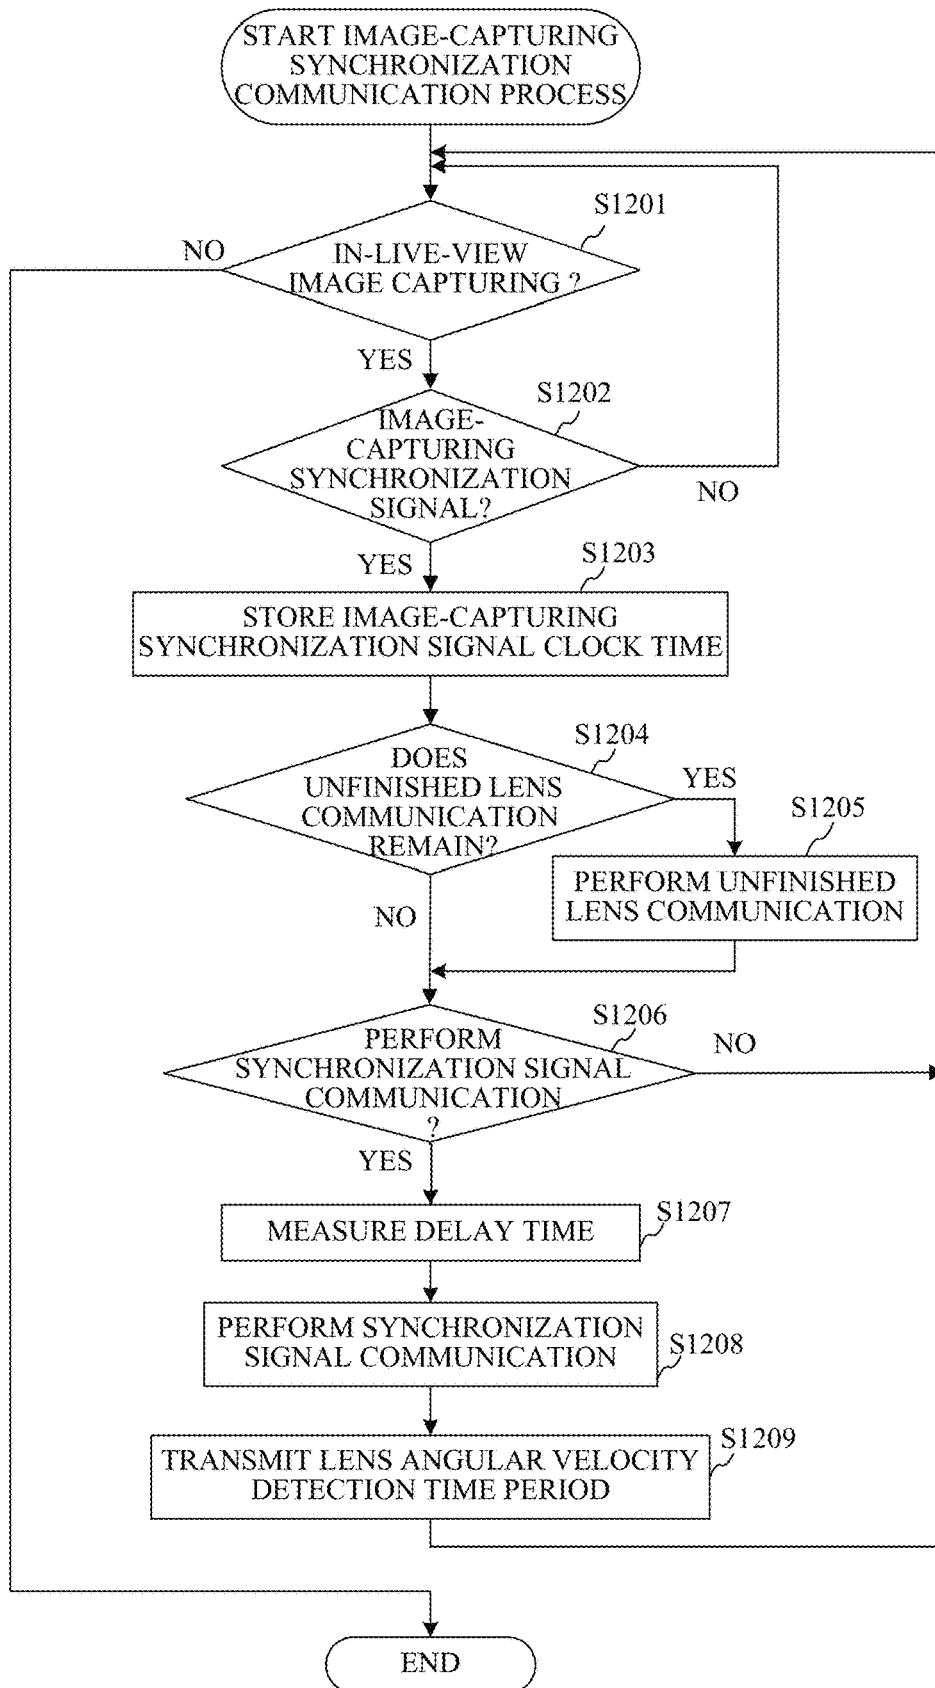 START IMAGE-CAPTURING
SYNCHRONIZATION
COMMUNICATION PROCESS
S1201
NO
IN-LIVE-VIEW
IMAGE CAPTURING ?
YES
S1202
IMAGE-
CAPTURING
SYNCHRONIZATION
SIGNAL?
NO
YES
S1203
STORE IMAGE-CAPTURING
SYNCHRONIZATION SIGNAL CLOCK TIME
S1204
DOES
UNFINISHED LENS
COMMUNICATION
REMAIN?
YES
S1205
PERFORM UNFINISHED
LENS COMMUNICATION
NO
S1206
PERFORM
SYNCHRONIZATION SIGNAL
COMMUNICATION
?
NO
YES
S1207
MEASURE DELAY TIME
PERFORM SYNCHRONIZATION
SIGNAL COMMUNICATION
S1208
S1209
TRANSMIT LENS ANGULAR VELOCITY
DETECTION TIME PERIOD
END